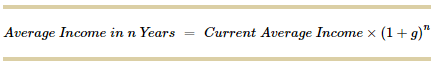 Average Income in n Years = Current Average Income × (1 + g)ⁿ